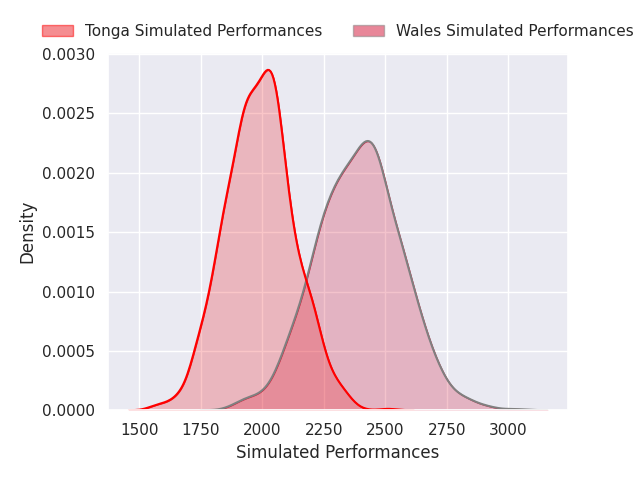 Tonga Simulated Performances
Wales Simulated Performances
0.0030
0.0025
0.0020
0.0015
0.0010
0.0005
0.0000
Density
1500 1750 2000 2250 2500 2750 3000
Simulated Performances